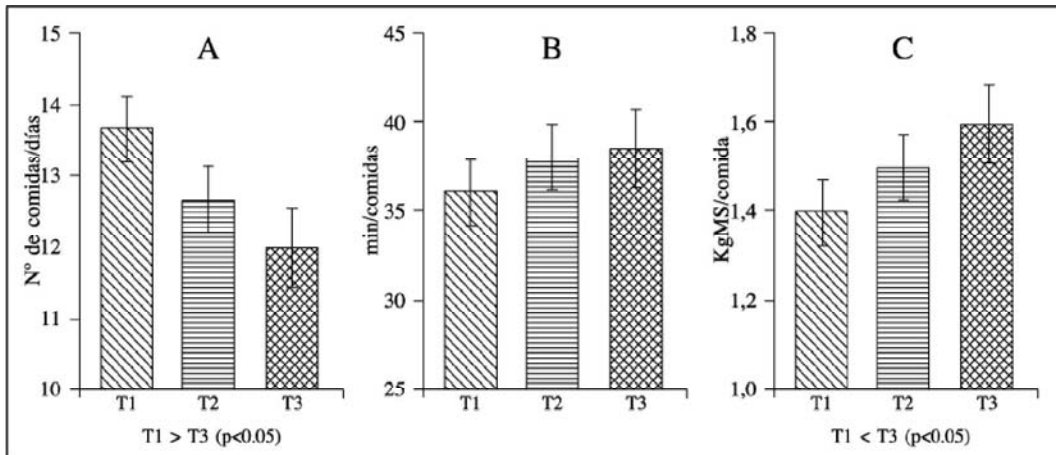 A
Nº de comidas/días
15
14
13
12
11
10
T1 T2 T3
T1 > T3 (p<0.05)
B
min/comidas
45
40
35
30
25
T1 T2 T3
C
KgMS/comida
1,8
1,6
1,4
1,2
1,0
T1 T2 T3
T1 < T3 (p<0.05)